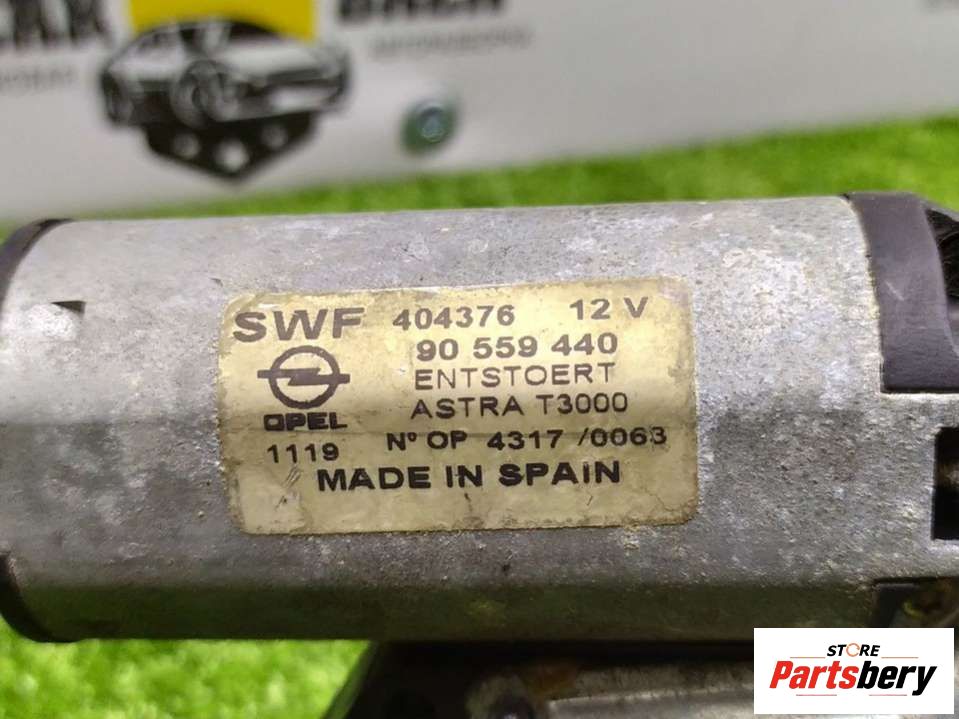 SWF 404376 12 V
90 559 440
ENTSTOERT
OPEL ASTRA T3000
1119 Nº OP 4317 /0063
MADE IN SPAIN
STORE
Partsbery